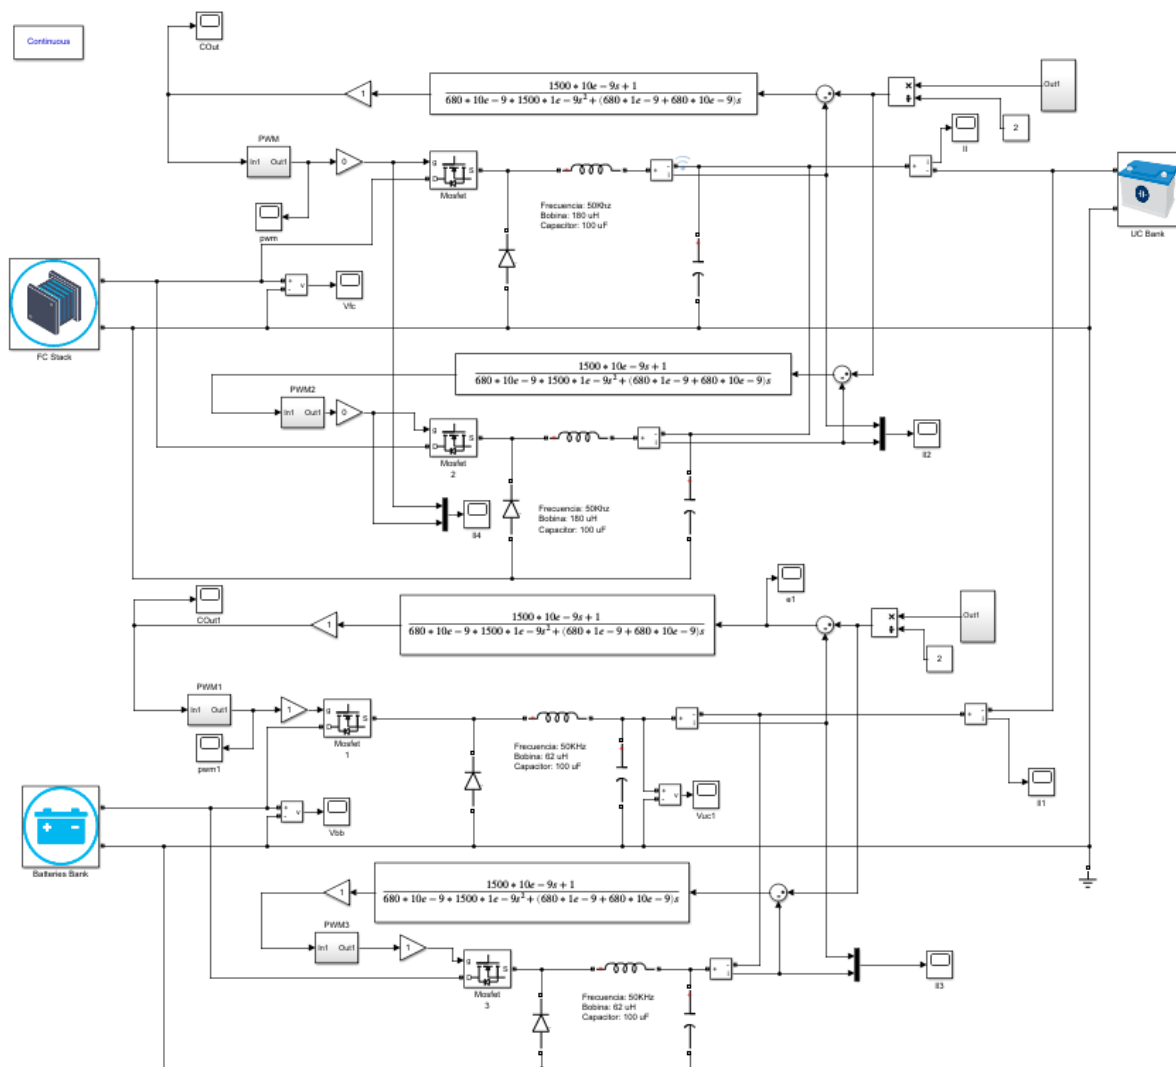 COut
Continuous
1500 * 10e − 9s + 1
680 * 10e − 9 * 1500 * 1e − 9s² + (680 * 1e − 9 + 680 * 10e − 9)s
1
×
÷
Out1
2
Il
PWM
In1 Out1
0
g
D
S
Mosfet
pwm
Frecuencia: 50Khz
Bobina: 180 uH
Capacitor: 100 uF
UC Bank
Vfc
FC Stack
1500 * 10e − 9s + 1
680 * 10e − 9 * 1500 * 1e − 9s² + (680 * 1e − 9 + 680 * 10e − 9)s
PWM2
In1 Out1
0
g
D
S
Mosfet
2
Il2
Frecuencia: 50Khz
Bobina: 180 uH
Capacitor: 100 uF
Il4
e1
COut1
1500 * 10e − 9s + 1
680 * 10e − 9 * 1500 * 1e − 9s² + (680 * 1e − 9 + 680 * 10e − 9)s
1
×
÷
Out1
2
PWM1
In1 Out1
1
g
D
S
Mosfet
1
pwm1
Frecuencia: 50KHz
Bobina: 62 uH
Capacitor: 100 uF
Il1
Vuc1
Vbb
Batteries Bank
1500 * 10e − 9s + 1
680 * 10e − 9 * 1500 * 1e − 9s² + (680 * 1e − 9 + 680 * 10e − 9)s
1
PWM3
In1 Out1
1
g
D
S
Mosfet
3
Il3
Frecuencia: 50KHz
Bobina: 62 uH
Capacitor: 100 uF